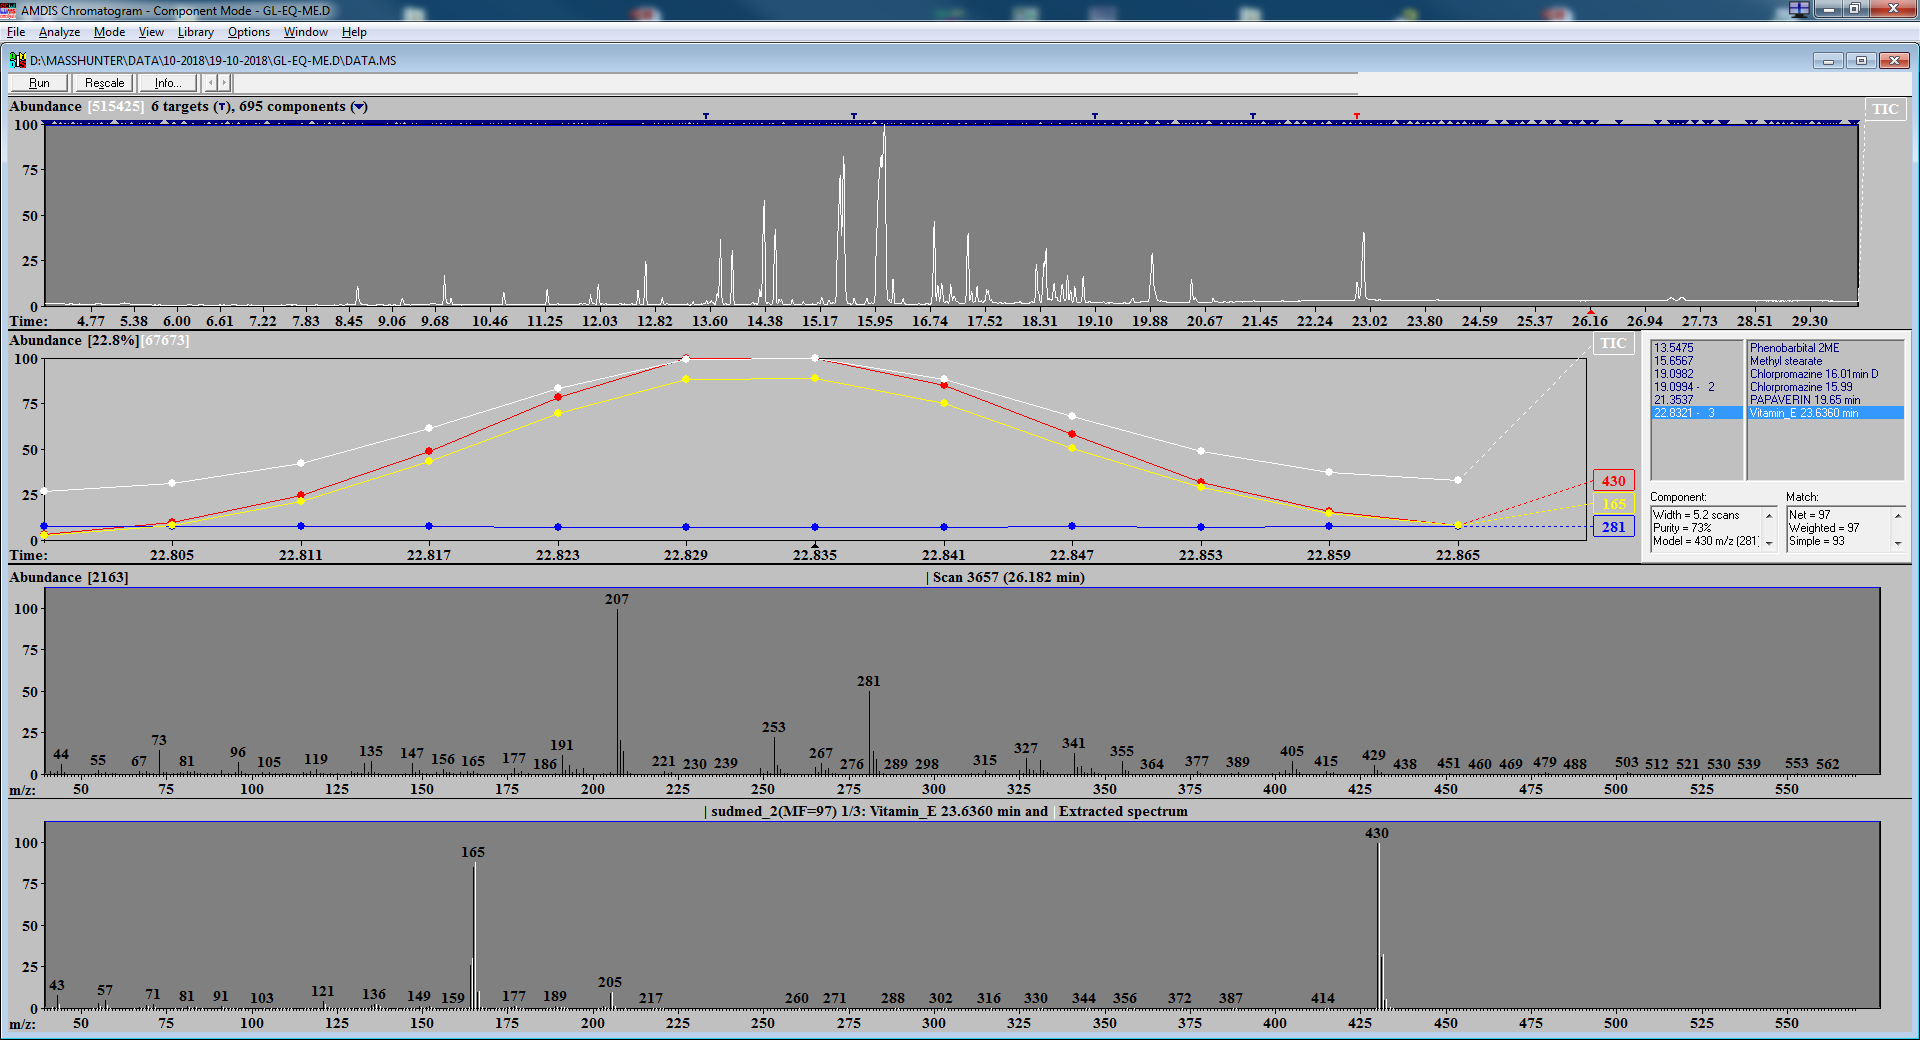 AMDIS Chromatogram - Component Mode - GL-EQ-ME.D
File Analyze Mode View Library Options Window Help
D:\MASSHUNTER\DATA\10-2018\19-10-2018\GL-EQ-ME.D\DATA.MS
Run Rescale Info...
Abundance [515425] 6 targets (T), 695 components (▼)
TIC
100
75
50
25
0
Time: 4.77 5.38 6.00 6.61 7.22 7.83 8.45 9.06 9.68 10.46 11.25 12.03 12.82 13.60 14.38 15.17 15.95 16.74 17.52 18.31 19.10 19.88 20.67 21.45 22.24 23.02 23.80 24.59 25.37 26.16 26.94 27.73 28.51 29.30
Abundance [22.8%][67673]
TIC
100
75
50
25
0
430
165
281
Time: 22.805 22.811 22.817 22.823 22.829 22.835 22.841 22.847 22.853 22.859 22.865
13.5475 Phenobarbital 2ME
15.6567 Methyl stearate
19.0982 Chlorpromazine 16.01min D
19.0994 - 2 Chlorpromazine 15.99
21.3537 PAPAVERIN 19.65 min
22.8321 - 3 Vitamin_E 23.6360 min
Component: Match:
Width = 5.2 scans Net = 97
Purity = 73% Weighted = 97
Model = 430 m/z (281) Simple = 93
Abundance [2163] | Scan 3657 (26.182 min)
100
75
50
25
0
44 55 67 73 81 96 105 119 135 147 156 165 177 186 191 207 221 230 239 253 267 276 281 289 298 315 327 341 355 364 377 389 405 415 429 438 451 460 469 479 488 503 512 521 530 539 553 562
m/z: 50 75 100 125 150 175 200 225 250 275 300 325 350 375 400 425 450 475 500 525 550
| sudmed_2(MF=97) 1/3: Vitamin_E 23.6360 min and | Extracted spectrum
100
75
50
25
0
43 57 71 81 91 103 121 136 149 159 165 177 189 205 217 260 271 288 302 316 330 344 356 372 387 414 430
m/z: 50 75 100 125 150 175 200 225 250 275 300 325 350 375 400 425 450 475 500 525 550